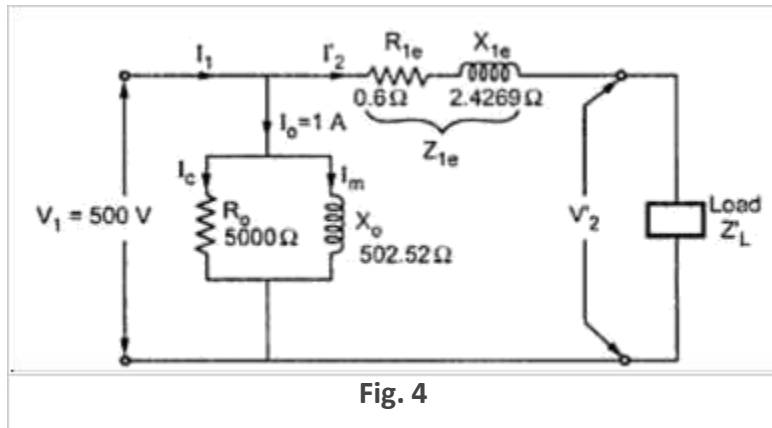 I₁ I'₂ R₁ₑ X₁ₑ
0.6Ω 2.4269Ω
Z₁ₑ
Iₒ=1 A
I꜀ Iₘ
V₁ = 500 V
Rₒ
5000Ω
Xₒ
502.52Ω
V'₂
Load
Z'_L
Fig. 4